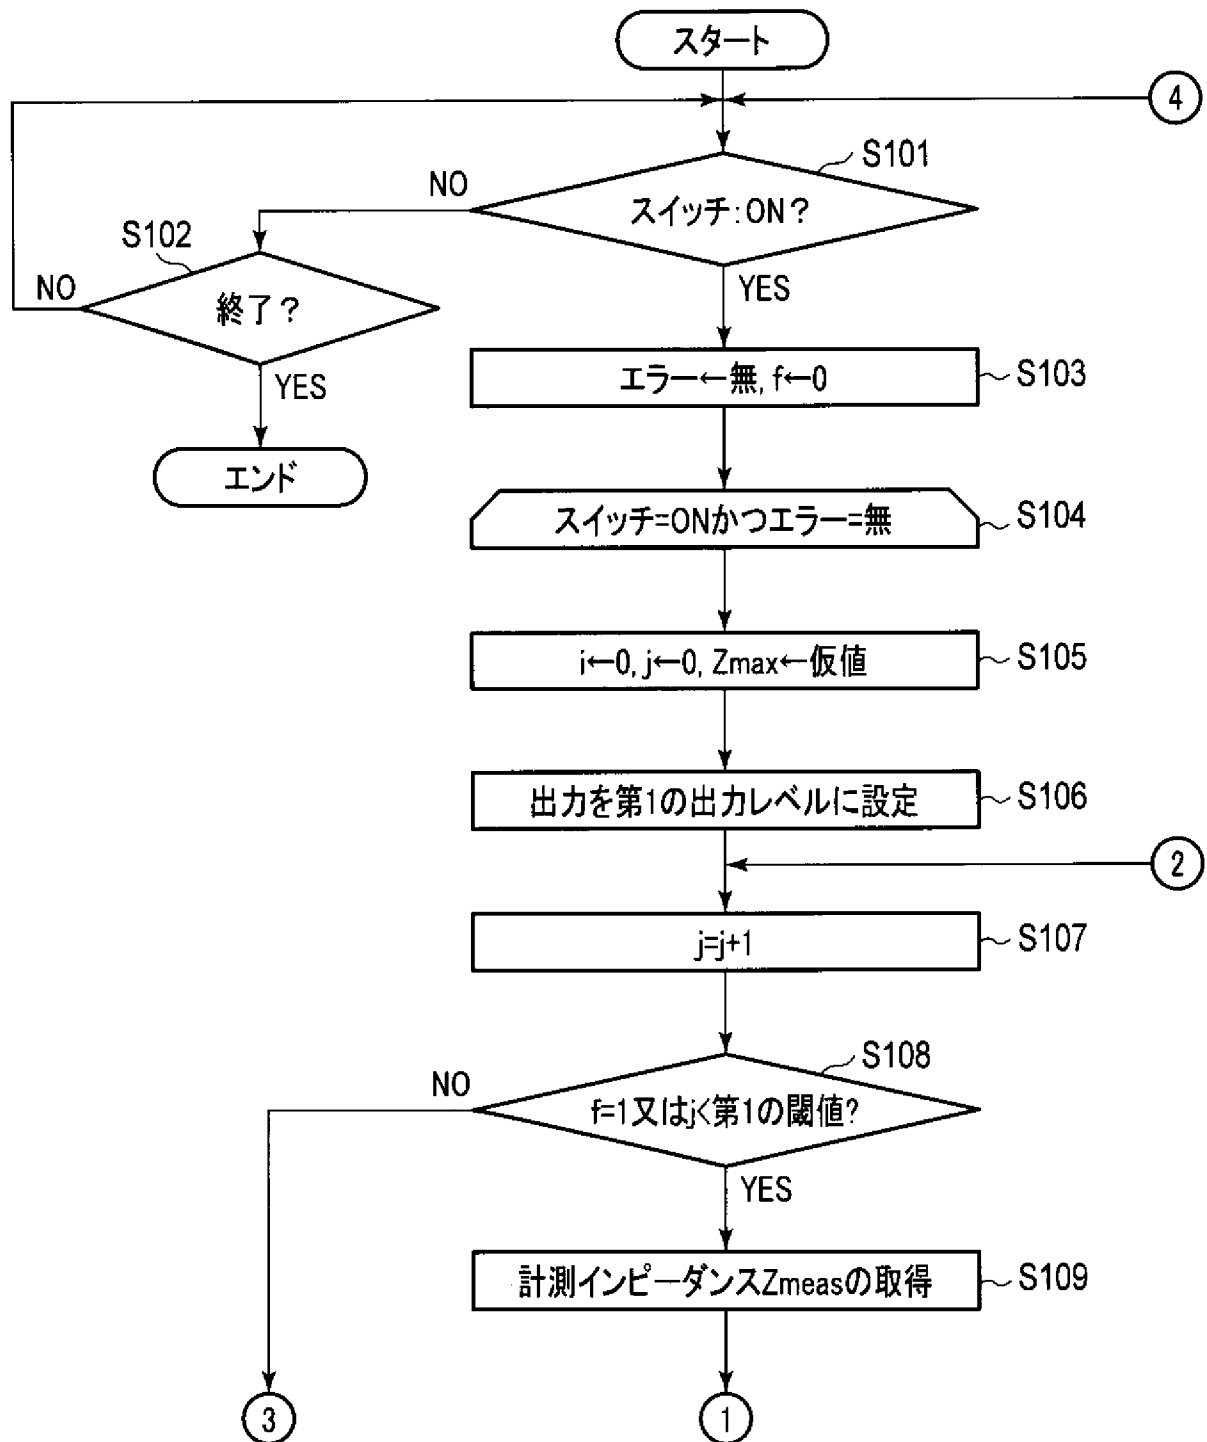 スタート
4
S101
スイッチ:ON?
NO
YES
S102
終了?
NO
YES
エンド
エラー←無, f←0
S103
スイッチ=ONかつエラー=無
S104
i←0, j←0, Zmax←仮値
S105
出力を第1の出力レベルに設定
S106
2
j=j+1
S107
S108
f=1又はj<第1の閾値?
NO
YES
計測インピーダンスZmeasの取得
S109
3
1